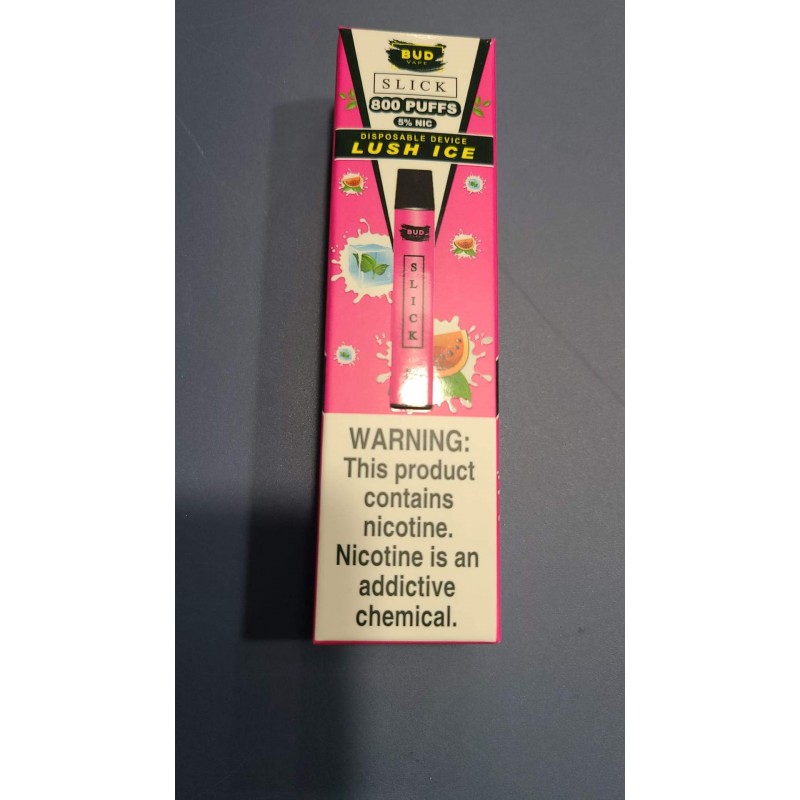 BUD
VAPE
SLICK
800 PUFFS
5% NIC
DISPOSABLE DEVICE
LUSH ICE
BUD
SLICK
WARNING:
This product
contains
nicotine.
Nicotine is an
addictive
chemical.